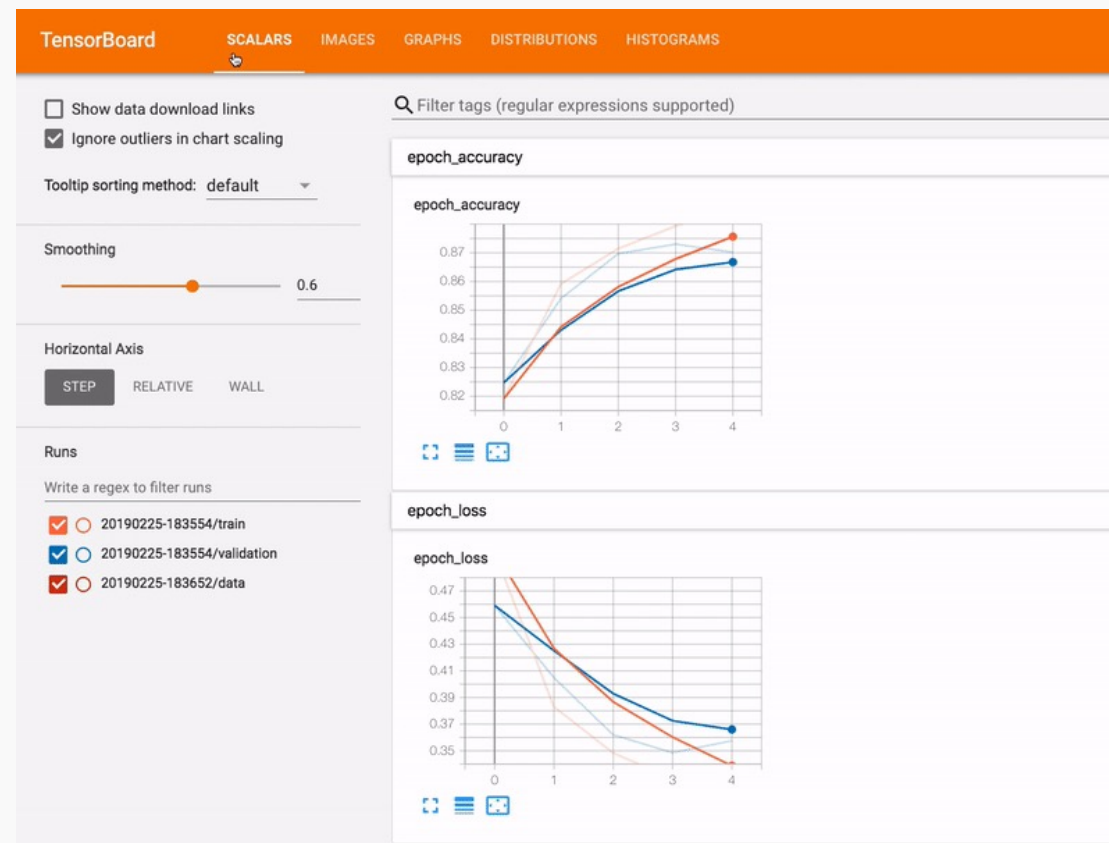 TensorBoard SCALARS IMAGES GRAPHS DISTRIBUTIONS HISTOGRAMS
Show data download links
Ignore outliers in chart scaling
Tooltip sorting method: default
Smoothing
0.6
Horizontal Axis
STEP RELATIVE WALL
Runs
Write a regex to filter runs
20190225-183554/train
20190225-183554/validation
20190225-183652/data
Filter tags (regular expressions supported)
epoch_accuracy
epoch_accuracy
0.87
0.86
0.85
0.84
0.83
0.82
0 1 2 3 4
epoch_loss
epoch_loss
0.47
0.45
0.43
0.41
0.39
0.37
0.35
0 1 2 3 4